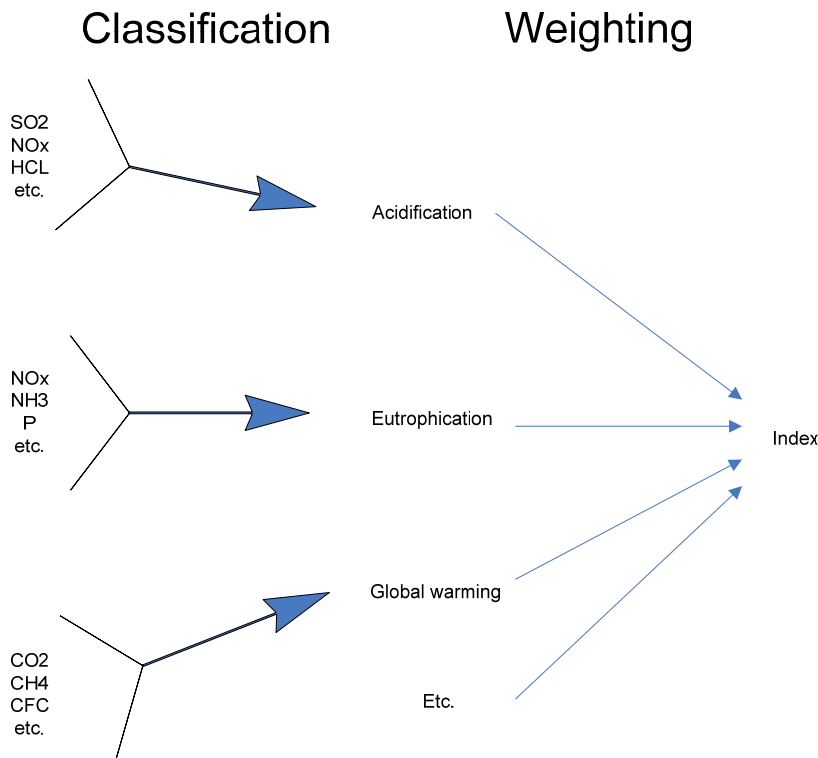 Classification
Weighting
SO2
NOx
HCL
etc.
Acidification
NOx
NH3
P
etc.
Eutrophication
Index
Global warming
CO2
CH4
CFC
etc.
Etc.